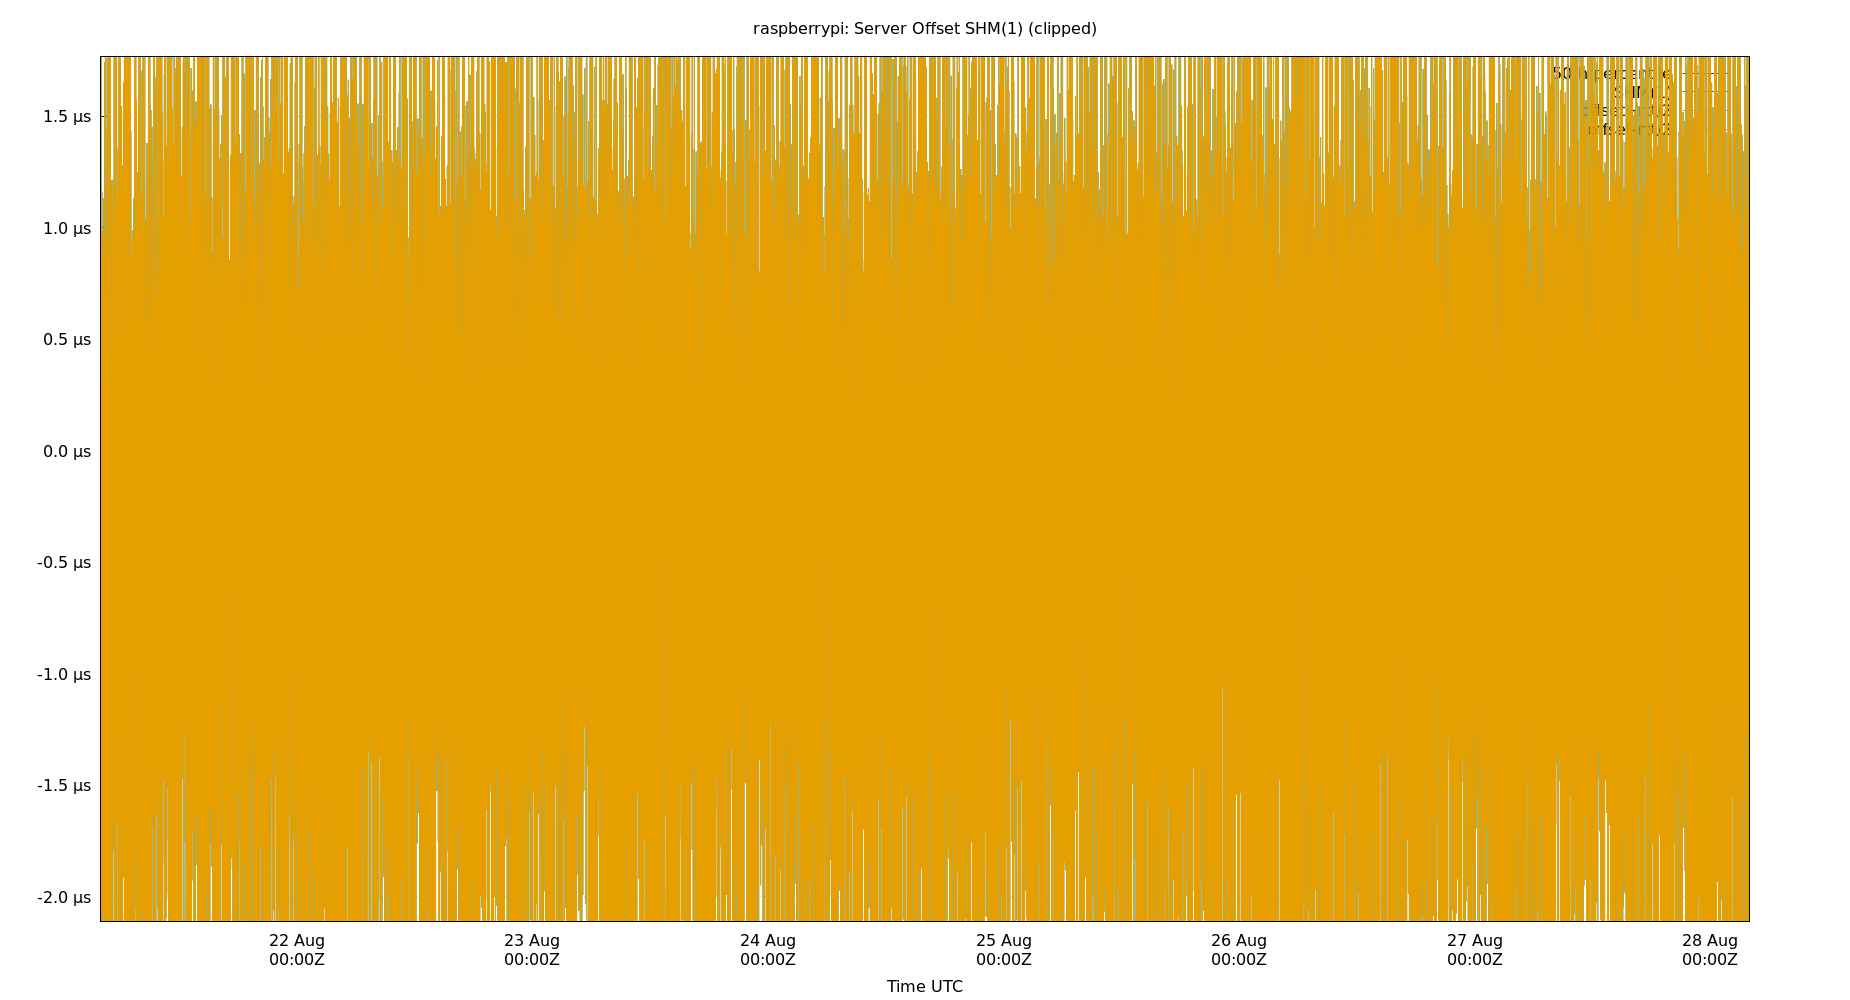 raspberrypi: Server Offset SHM(1) (clipped)
1.5 µs
1.0 µs
0.5 µs
0.0 µs
-0.5 µs
-1.0 µs
-1.5 µs
-2.0 µs
22 Aug 23 Aug 24 Aug 25 Aug 26 Aug 27 Aug 28 Aug
00:00Z 00:00Z 00:00Z 00:00Z 00:00Z 00:00Z 00:00Z
Time UTC